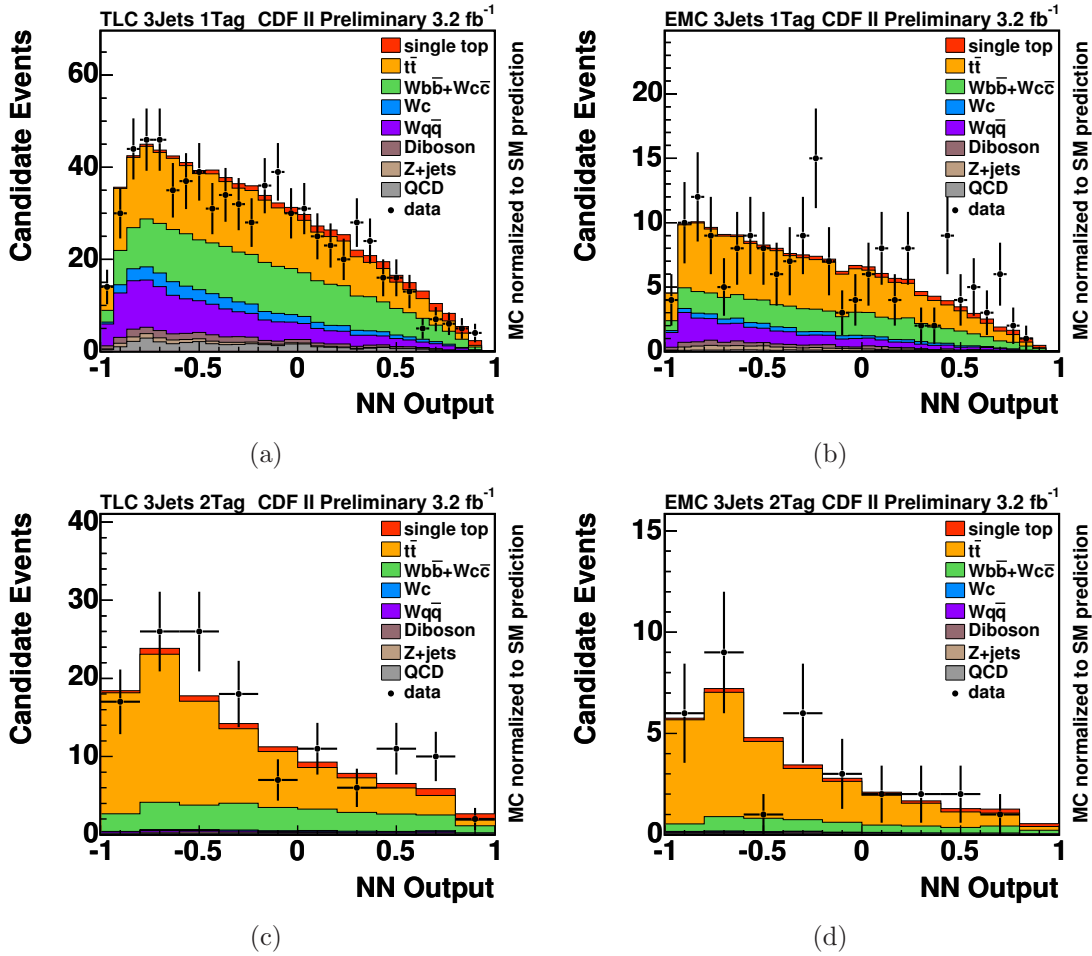 TLC 3Jets 1Tag CDF II Preliminary 3.2 fb⁻¹
Candidate Events
60
40
20
0
single top
tt̄
Wbb̄+Wcc̄
Wc
Wqq̄
Diboson
Z+jets
QCD
data
MC normalized to SM prediction
-1 -0.5 0 0.5 1
NN Output
(a)
EMC 3Jets 1Tag CDF II Preliminary 3.2 fb⁻¹
Candidate Events
20
15
10
5
0
single top
tt̄
Wbb̄+Wcc̄
Wc
Wqq̄
Diboson
Z+jets
QCD
data
MC normalized to SM prediction
-1 -0.5 0 0.5 1
NN Output
(b)
TLC 3Jets 2Tag CDF II Preliminary 3.2 fb⁻¹
Candidate Events
40
30
20
10
0
single top
tt̄
Wbb̄+Wcc̄
Wc
Wqq̄
Diboson
Z+jets
QCD
data
MC normalized to SM prediction
-1 -0.5 0 0.5 1
NN Output
(c)
EMC 3Jets 2Tag CDF II Preliminary 3.2 fb⁻¹
Candidate Events
15
10
5
0
single top
tt̄
Wbb̄+Wcc̄
Wc
Wqq̄
Diboson
Z+jets
QCD
data
MC normalized to SM prediction
-1 -0.5 0 0.5 1
NN Output
(d)